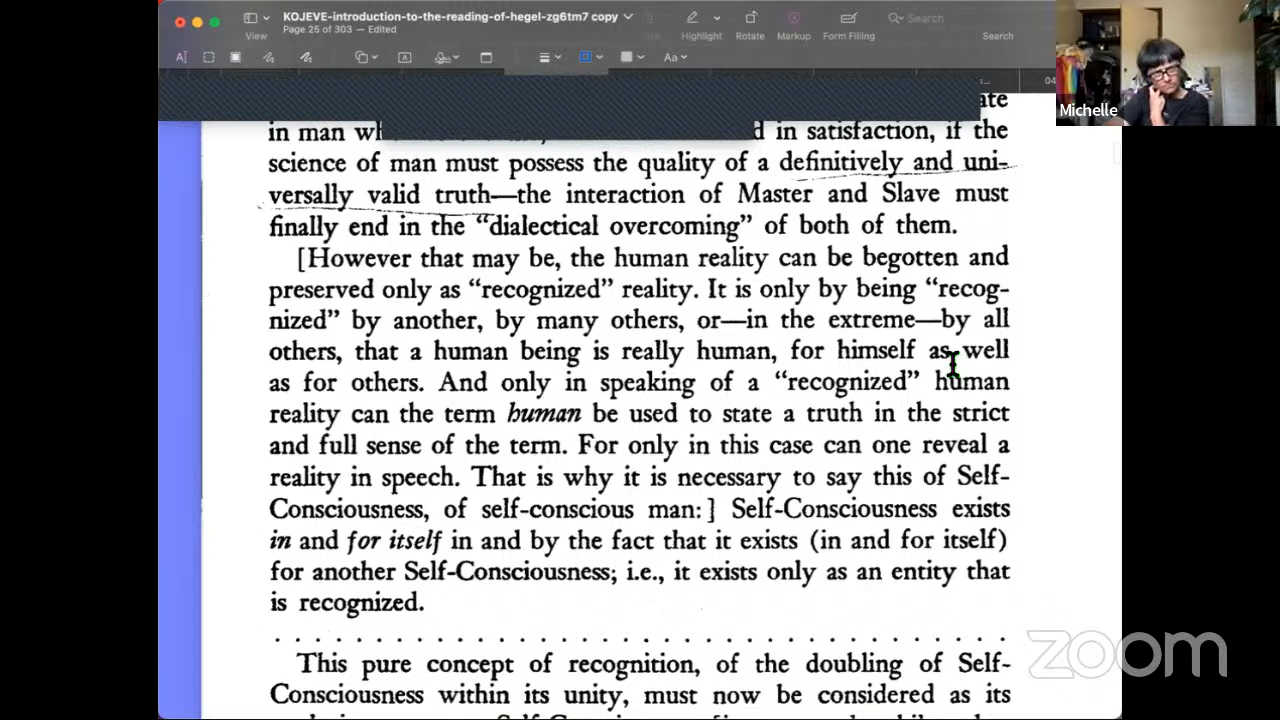 KOJEVE-introduction-to-the-reading-of-hegel-zg6tm7 copy
Page 25 of 303 — Edited
View
Highlight
Rotate
Markup
Form Filling
Search
Search
Aa
04
Michelle
in man
d in satisfaction, if the
science of man must possess the quality of a definitively and uni-
versally valid truth—the interaction of Master and Slave must
finally end in the “dialectical overcoming” of both of them.
[However that may be, the human reality can be begotten and
preserved only as “recognized” reality. It is only by being “recog-
nized” by another, by many others, or—in the extreme—by all
others, that a human being is really human, for himself as well
as for others. And only in speaking of a “recognized” human
reality can the term human be used to state a truth in the strict
and full sense of the term. For only in this case can one reveal a
reality in speech. That is why it is necessary to say this of Self-
Consciousness, of self-conscious man:] Self-Consciousness exists
in and for itself in and by the fact that it exists (in and for itself)
for another Self-Consciousness; i.e., it exists only as an entity that
is recognized.
This pure concept of recognition, of the doubling of Self-
Consciousness within its unity, must now be considered as its
zoom